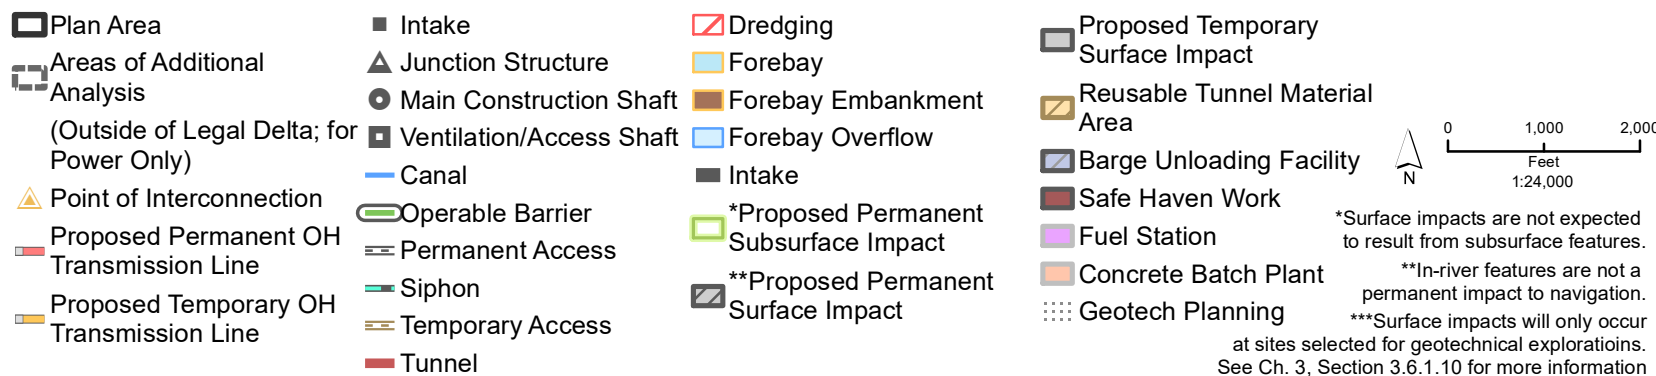 Plan Area
Areas of Additional
Analysis
(Outside of Legal Delta; for
Power Only)
Point of Interconnection
Proposed Permanent OH
Transmission Line
Proposed Temporary OH
Transmission Line
Intake
Junction Structure
Main Construction Shaft
Ventilation/Access Shaft
Canal
Operable Barrier
Permanent Access
Siphon
Temporary Access
Tunnel
Dredging
Forebay
Forebay Embankment
Forebay Overflow
Intake
*Proposed Permanent
Subsurface Impact
**Proposed Permanent
Surface Impact
Proposed Temporary
Surface Impact
Reusable Tunnel Material
Area
Barge Unloading Facility
Safe Haven Work
Fuel Station
Concrete Batch Plant
Geotech Planning
N
0 1,000 2,000
Feet
1:24,000
*Surface impacts are not expected
to result from subsurface features.
**In-river features are not a
permanent impact to navigation.
***Surface impacts will only occur
at sites selected for geotechnical exploratioins.
See Ch. 3, Section 3.6.1.10 for more information